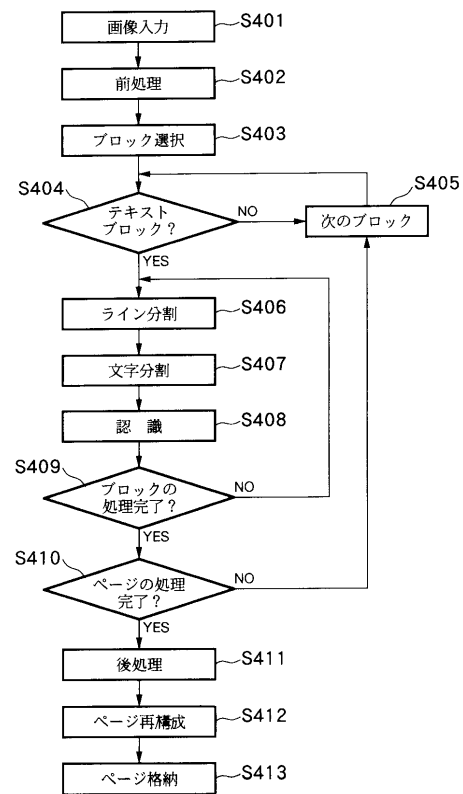 画像入力 S401
前処理 S402
ブロック選択 S403
S404 S405
テキスト
ブロック？ NO 次のブロック
YES
ライン分割 S406
文字分割 S407
認 識 S408
S409
ブロックの NO
処理完了？
YES
S410
ページの処理 NO
完了？
YES
後処理 S411
ページ再構成 S412
ページ格納 S413